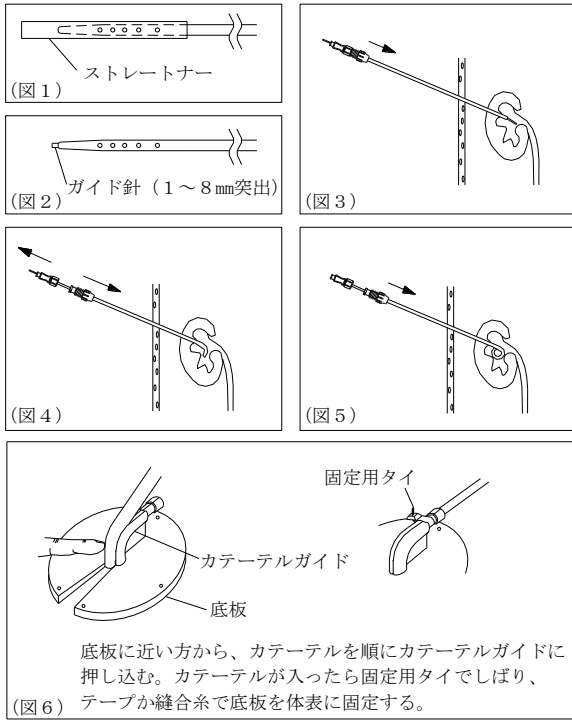 ストレートナー
(図1)
ガイド針(1~8㎜突出)
(図2)
(図3)
(図4)
(図5)
固定用タイ
カテーテルガイド
底板
底板に近い方から、カテーテルを順にカテーテルガイドに
押し込む。カテーテルが入ったら固定用タイでしばり、
テープか縫合糸で底板を体表に固定する。
(図6)